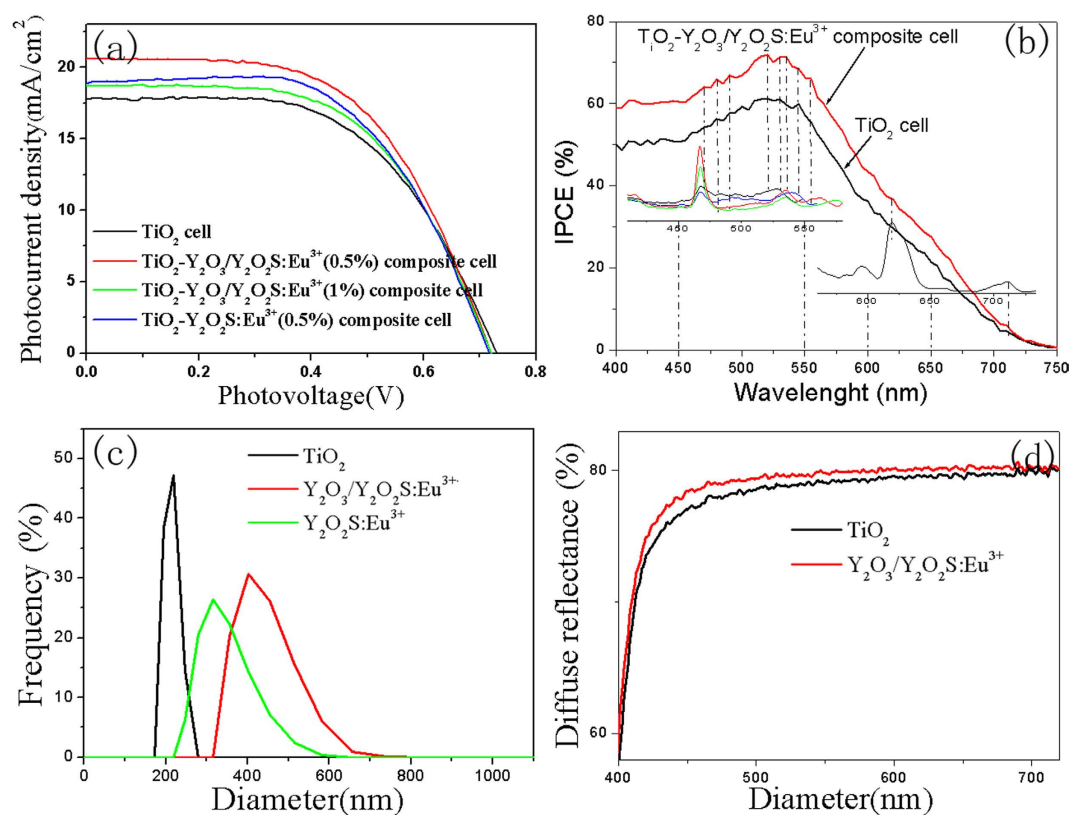 (a)
Photocurrent density(mA/cm²)
25
20
15
10
5
0
TiO₂ cell
TiO₂-Y₂O₃/Y₂O₂S:Eu³⁺(0.5%) composite cell
TiO₂-Y₂O₃/Y₂O₂S:Eu³⁺(1%) composite cell
TiO₂-Y₂O₂S:Eu³⁺(0.5%) composite cell
0.0 0.2 0.4 0.6 0.8
Photovoltage(V)
(b)
IPCE (%)
80
60
40
20
0
TᵢO₂-Y₂O₃/Y₂O₂S:Eu³⁺ composite cell
TiO₂ cell
450 500 550
600 650 700
400 450 500 550 600 650 700 750
Wavelenght (nm)
(c)
Frequency (%)
50
40
30
20
10
0
TiO₂
Y₂O₃/Y₂O₂S:Eu³⁺
Y₂O₂S:Eu³⁺
0 200 400 600 800 1000
Diameter(nm)
(d)
Diffuse reflectance (%)
80
60
TiO₂
Y₂O₃/Y₂O₂S:Eu³⁺
400 500 600 700
Diameter(nm)